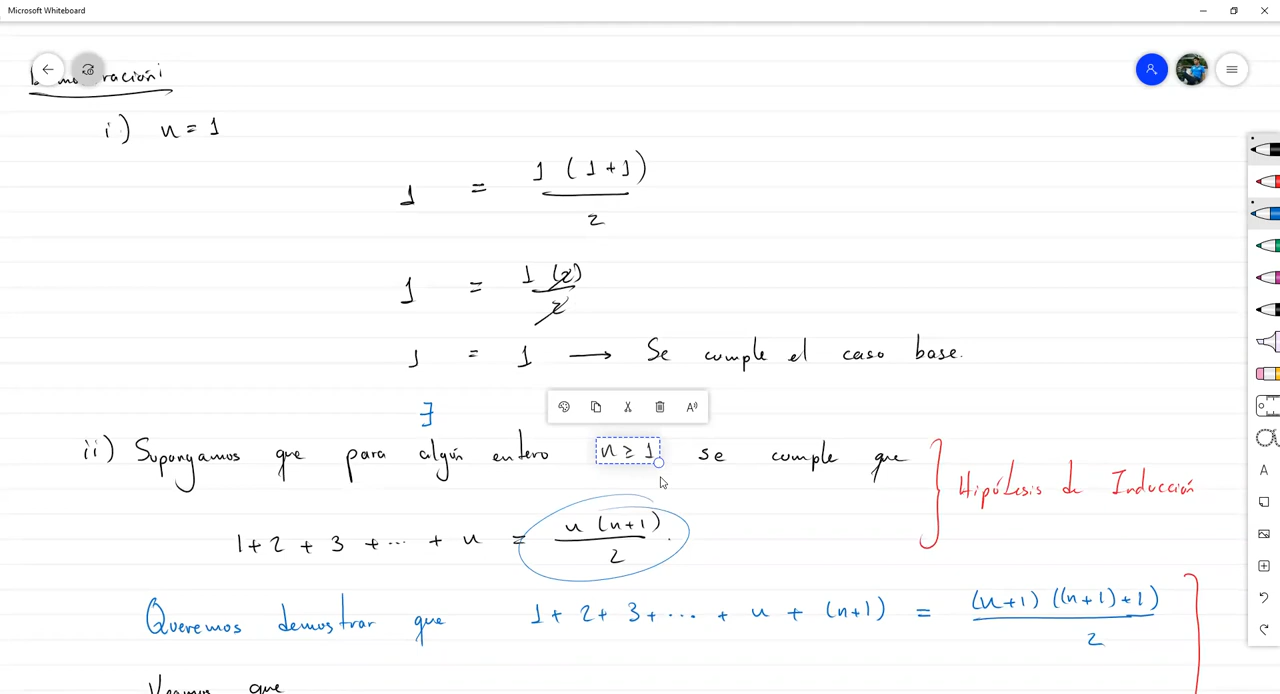 Microsoft Whiteboard
i) n = 1
1 = 1 (1+1) / 2
1 = 1 (2) / 2
1 = 1 → Se cumple el caso base.
∃
ii) Supongamos que para algún entero n ≥ 1 se cumple que
Hipótesis de Inducción
1 + 2 + 3 + ... + n = n (n+1) / 2.
Queremos demostrar que 1 + 2 + 3 + ... + n + (n+1) = (n+1) ((n+1)+1) / 2
Veamos que